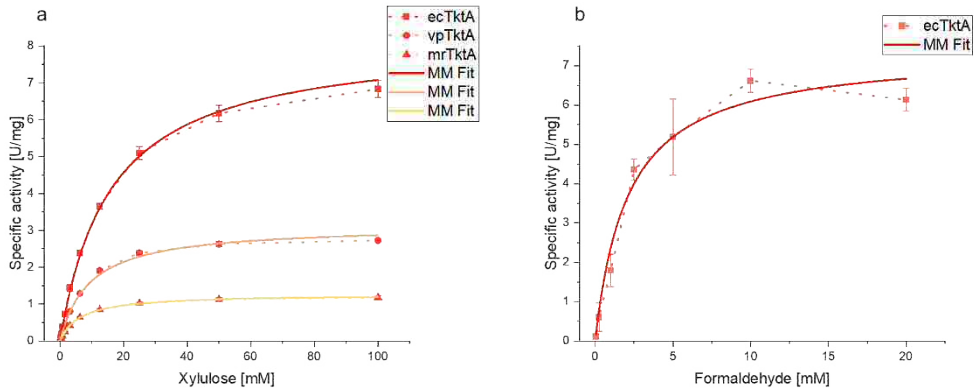 a
ecTktA
vpTktA
mrTktA
MM Fit
MM Fit
MM Fit
Specific activity [U/mg]
8
7
6
5
4
3
2
1
0
0 20 40 60 80 100
Xylulose [mM]
b
ecTktA
MM Fit
Specific activity [U/mg]
8
7
6
5
4
3
2
1
0
0 5 10 15 20
Formaldehyde [mM]